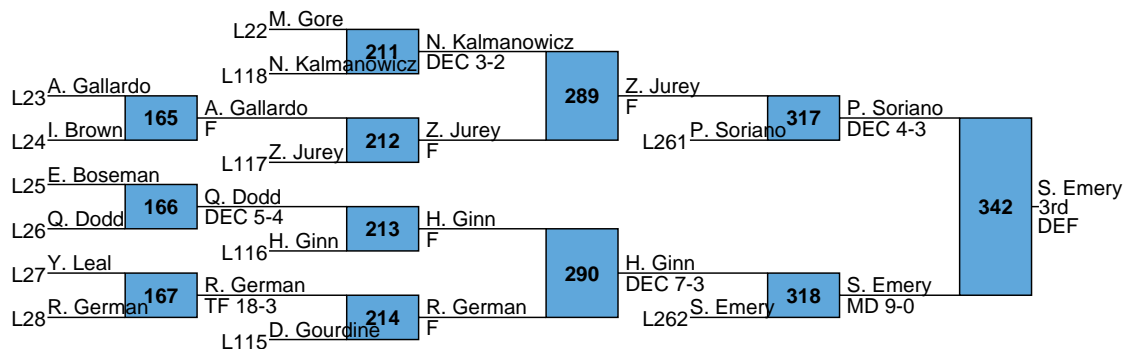 M. Gore
L22
211
N. Kalmanowicz
DEC 3-2
N. Kalmanowicz
L118
289
Z. Jurey
F
A. Gallardo
L23
165
A. Gallardo
F
I. Brown
L24
212
Z. Jurey
F
Z. Jurey
L117
317
P. Soriano
DEC 4-3
P. Soriano
L261
E. Boseman
L25
166
Q. Dodd
DEC 5-4
Q. Dodd
L26
213
H. Ginn
F
H. Ginn
L116
342
S. Emery
3rd
DEF
290
H. Ginn
DEC 7-3
Y. Leal
L27
167
R. German
TF 18-3
R. German
L28
214
R. German
F
D. Gourdine
L115
318
S. Emery
MD 9-0
S. Emery
L262